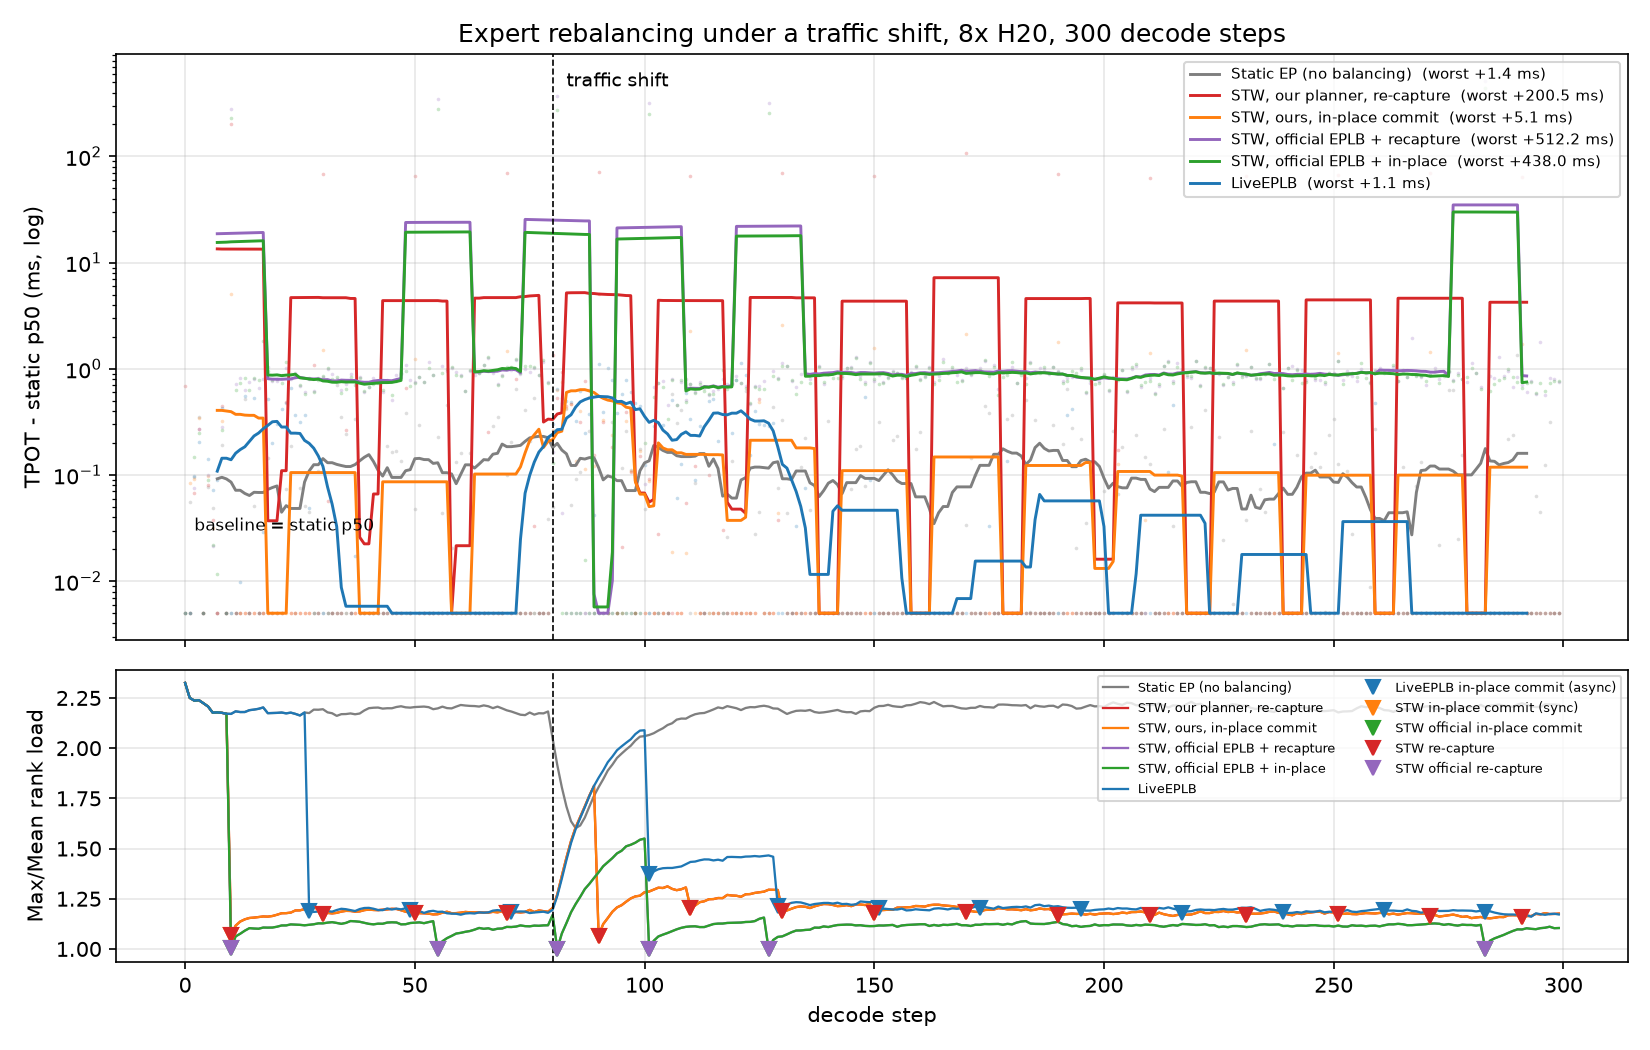 Expert rebalancing under a traffic shift, 8x H20, 300 decode steps
traffic shift
Static EP (no balancing)  (worst +1.4 ms)
STW, our planner, re-capture  (worst +200.5 ms)
STW, ours, in-place commit  (worst +5.1 ms)
STW, official EPLB + recapture  (worst +512.2 ms)
STW, official EPLB + in-place  (worst +438.0 ms)
LiveEPLB  (worst +1.1 ms)
TPOT - static p50 (ms, log)
10²
10¹
10⁰
10⁻¹
10⁻²
baseline = static p50
Max/Mean rank load
2.25
2.00
1.75
1.50
1.25
1.00
Static EP (no balancing)
STW, our planner, re-capture
STW, ours, in-place commit
STW, official EPLB + recapture
STW, official EPLB + in-place
LiveEPLB
LiveEPLB in-place commit (async)
STW in-place commit (sync)
STW official in-place commit
STW re-capture
STW official re-capture
0 50 100 150 200 250 300
decode step